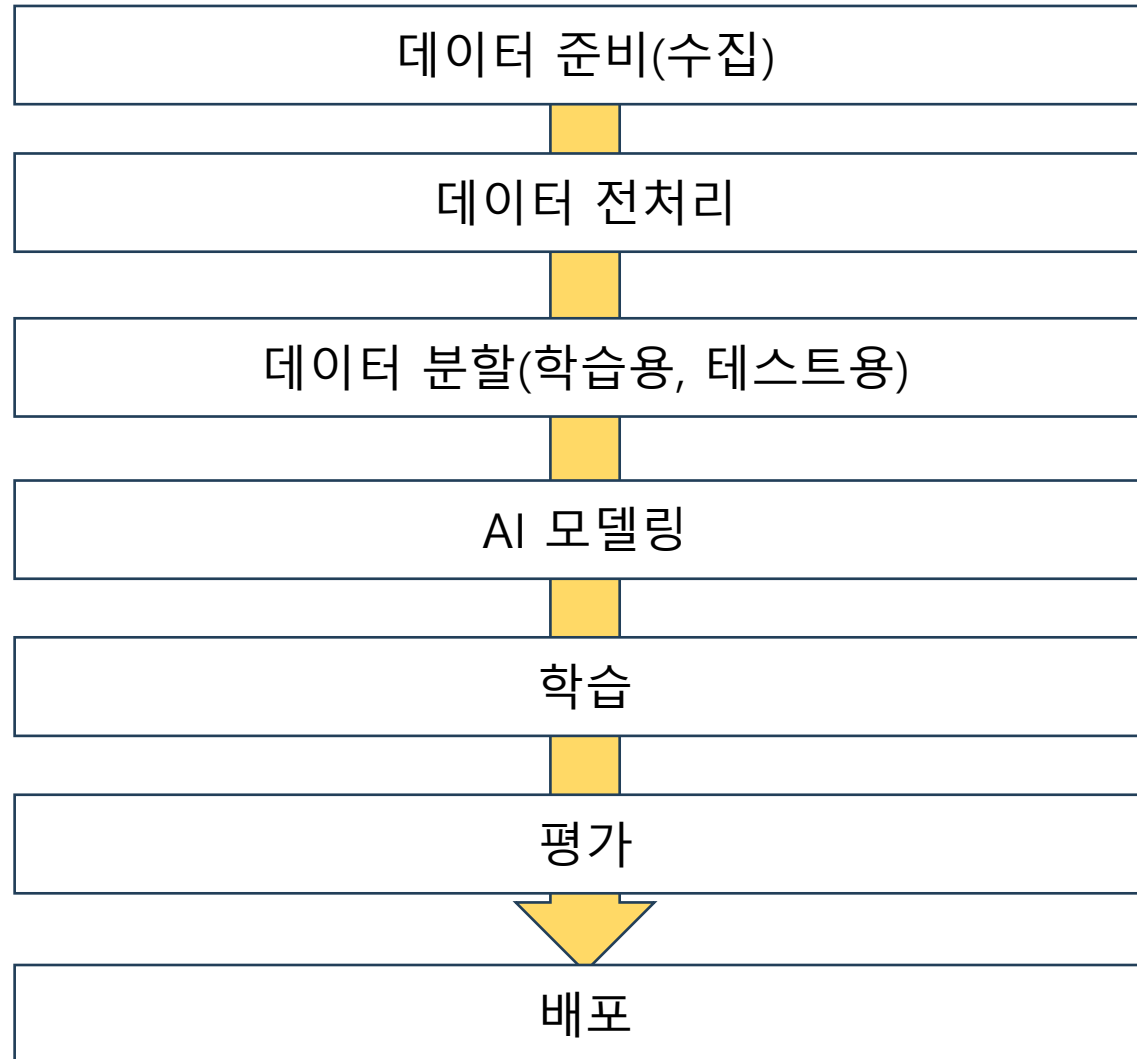 데이터 준비(수집)
데이터 전처리
데이터 분할(학습용, 테스트용)
AI 모델링
학습
평가
배포